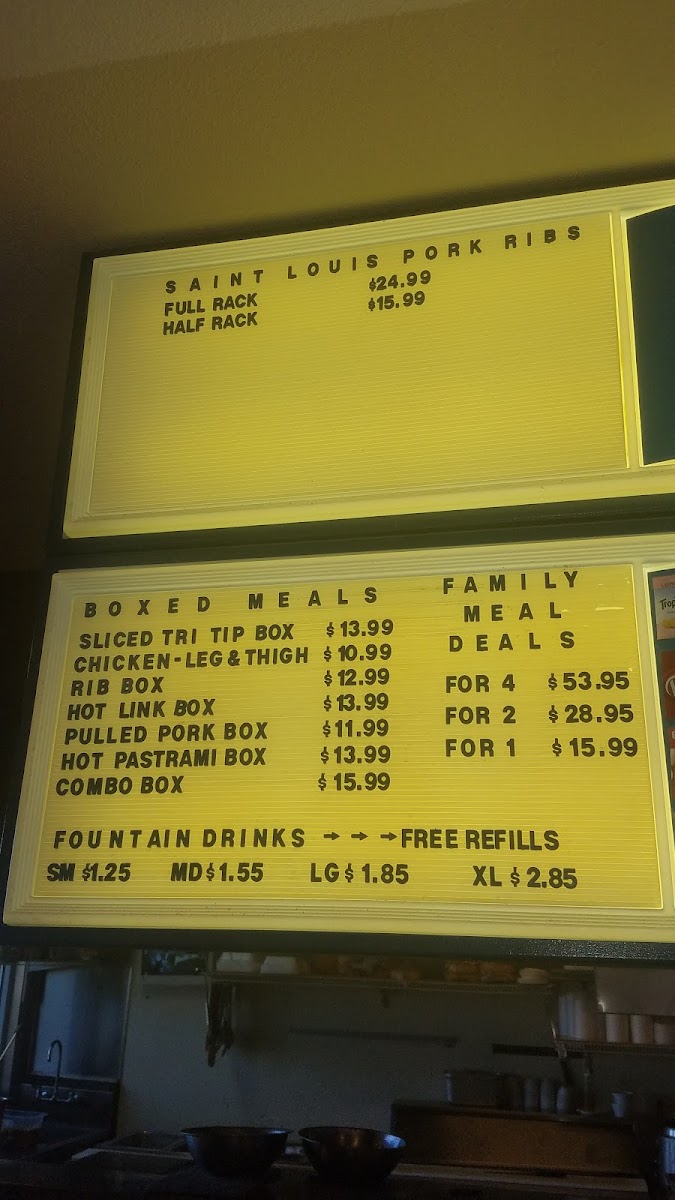 SAINT LOUIS PORK RIBS
FULL RACK $24.99
HALF RACK $15.99
BOXED MEALS
SLICED TRI TIP BOX $13.99
CHICKEN-LEG & THIGH $10.99
RIB BOX $12.99
HOT LINK BOX $13.99
PULLED PORK BOX $11.99
HOT PASTRAMI BOX $13.99
COMBO BOX $15.99
FAMILY
MEAL
DEALS
FOR 4 $53.95
FOR 2 $28.95
FOR 1 $15.99
FOUNTAIN DRINKS → → → FREE REFILLS
SM $1.25 MD $1.55 LG $1.85 XL $2.85